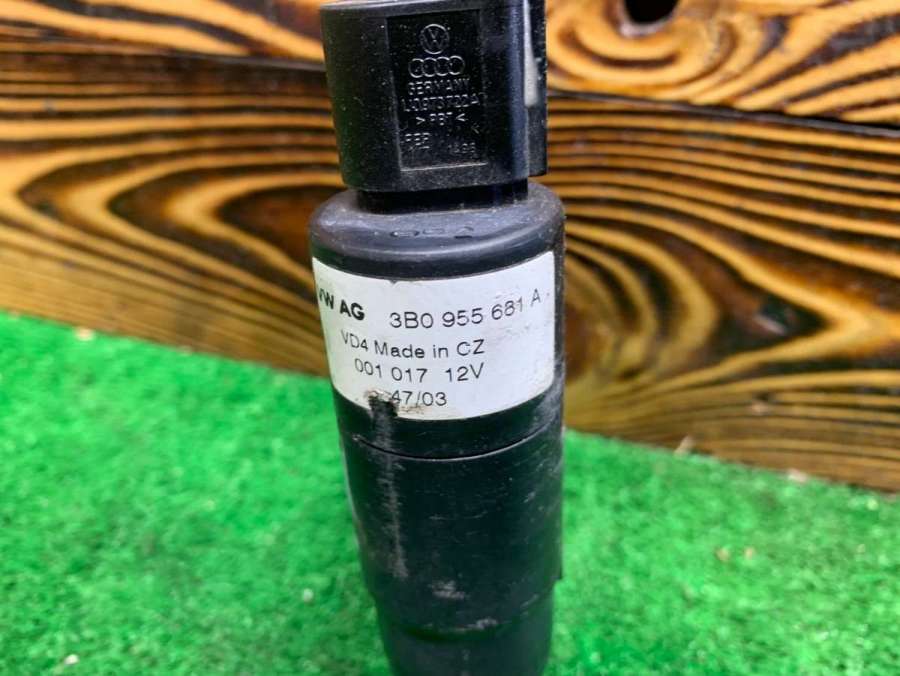 GERMANY
>PBT<
VW AG 3B0 955 681 A
VD4 Made in CZ
001 017 12V
47/03